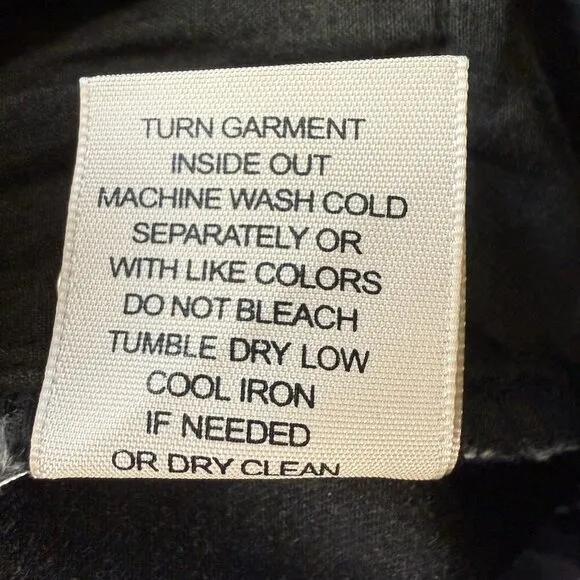 TURN GARMENT
INSIDE OUT
MACHINE WASH COLD
SEPARATELY OR
WITH LIKE COLORS
DO NOT BLEACH
TUMBLE DRY LOW
COOL IRON
IF NEEDED
OR DRY CLEAN